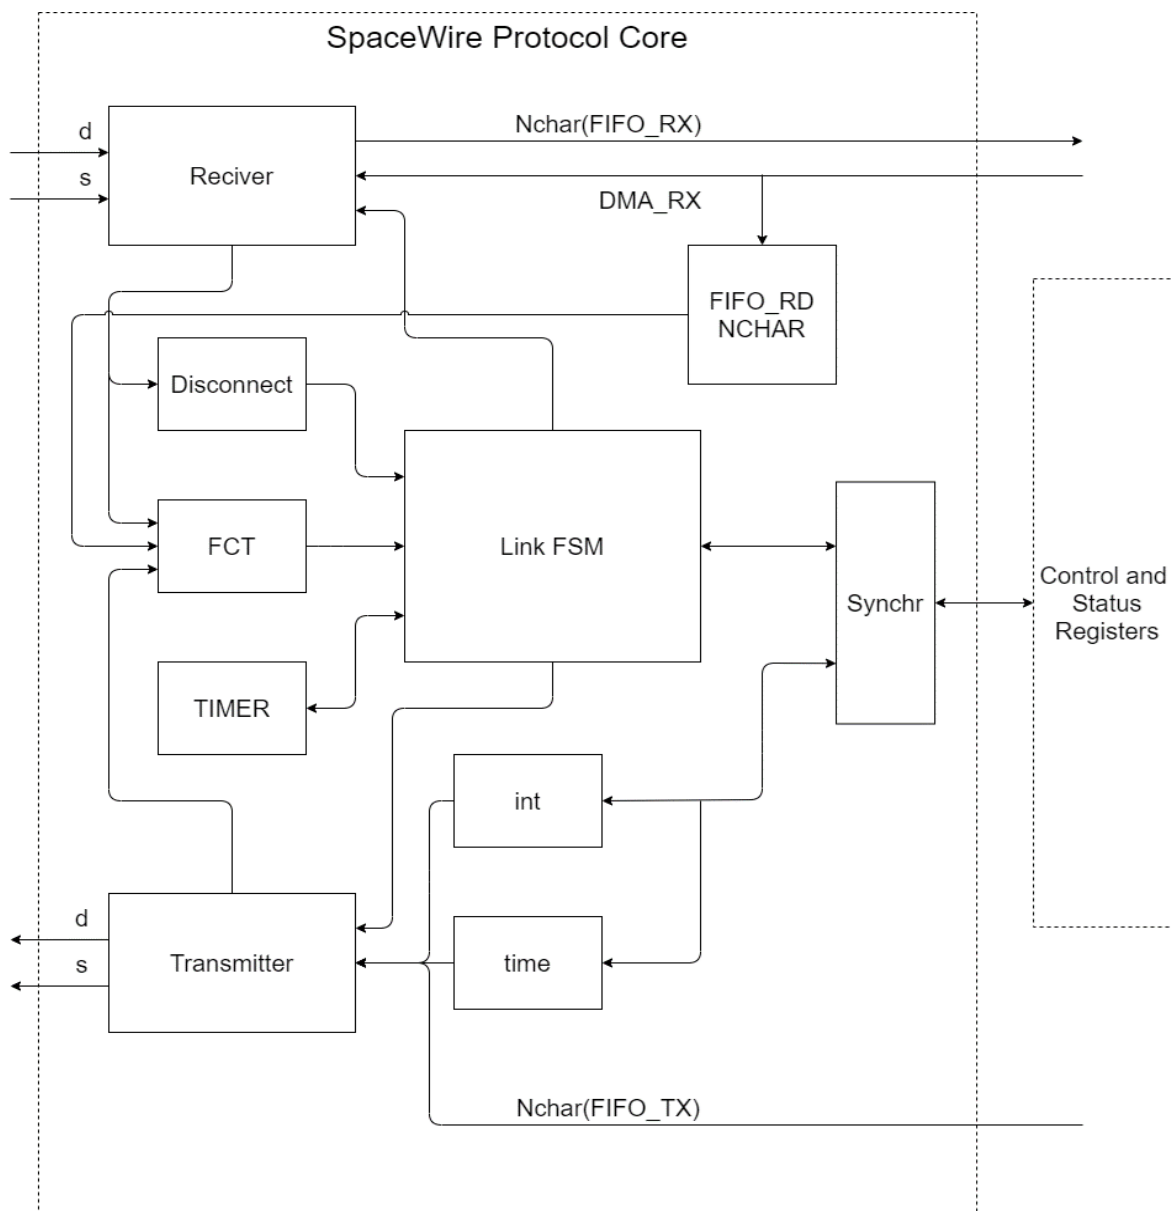 SpaceWire Protocol Core
d
Nchar(FIFO_RX)
s
Reciver
DMA_RX
FIFO_RD
NCHAR
Disconnect
FCT
Link FSM
Synchr
Control and
Status
Registers
TIMER
int
d
Transmitter
s
time
Nchar(FIFO_TX)